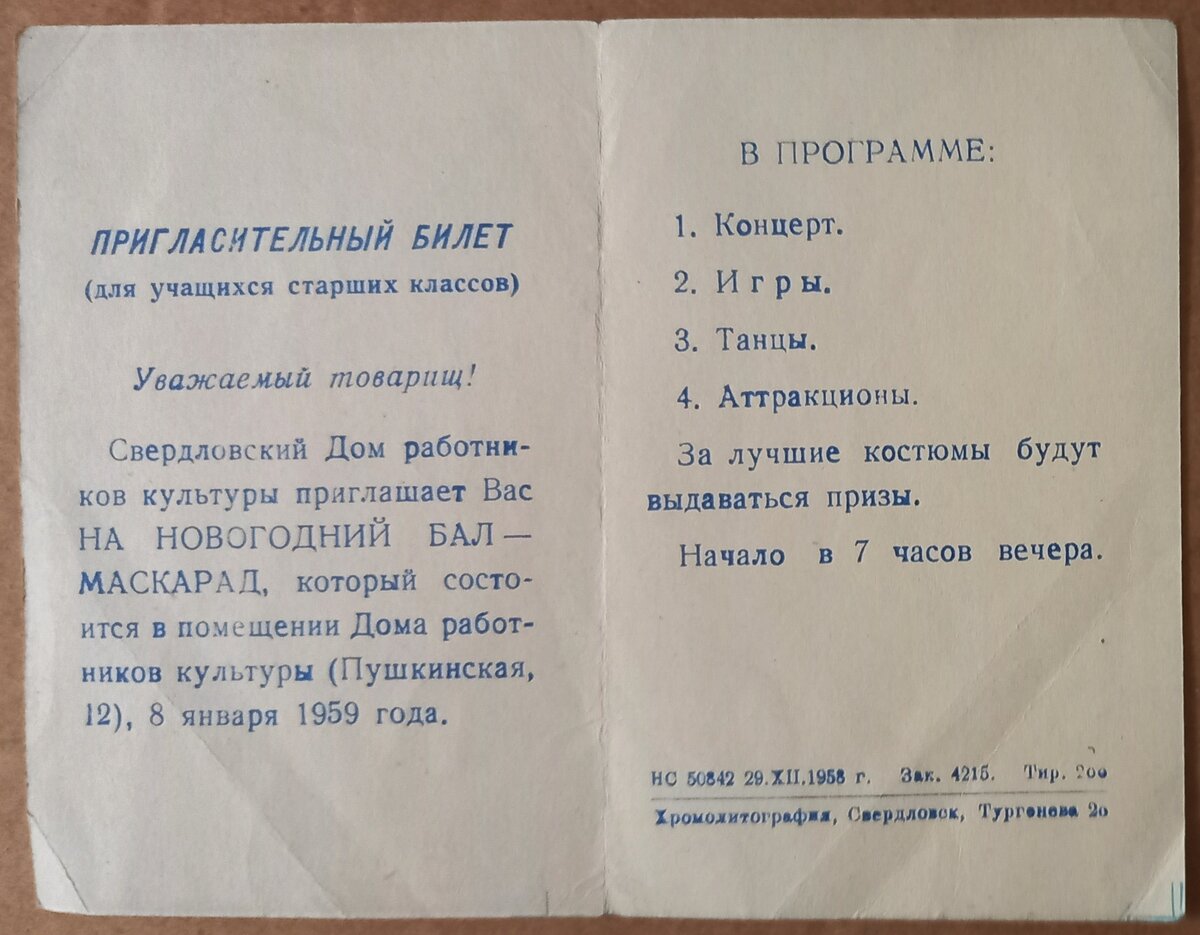 ПРИГЛАСИТЕЛЬНЫЙ БИЛЕТ
(для учащихся старших классов)
Уважаемый товарищ!
Свердловский Дом работни-
ков культуры приглашает Вас
НА НОВОГОДНИЙ БАЛ —
МАСКАРАД, который состо-
ится в помещении Дома работ-
ников культуры (Пушкинская,
12), 8 января 1959 года.
В ПРОГРАММЕ:
1. Концерт.
2. Игры.
3. Танцы.
4. Аттракционы.
За лучшие костюмы будут
выдаваться призы.
Начало в 7 часов вечера.
НС 50842 29.XII.1958 г. Зак. 4215. Тир.
Хромолитография, Свердловск, Тургенева 20